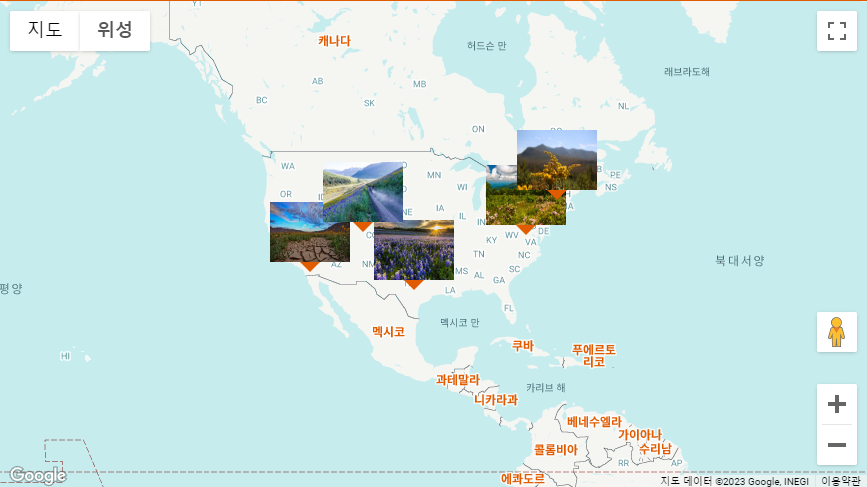 지도
위성
캐나다
허드슨 만
래브라도해
AB
MB
BC
SK
NL
ON
WA
MN
WI
OR
IA
NE
IL
IN
PE
NS
DE
KY
WV
VA
TN
NC
AZ
NM
MS
AL
SC
GA
LA
FL
북대서양
평양
멕시코
멕시코 만
HI
쿠바
푸에르토
리코
과테말라
카리브 해
니카라과
베네수엘라
가이아나
콜롬비아
수리남
RR
AP
에콰도르
Google
지도 데이터 ©2023 Google, INEGI
이용약관